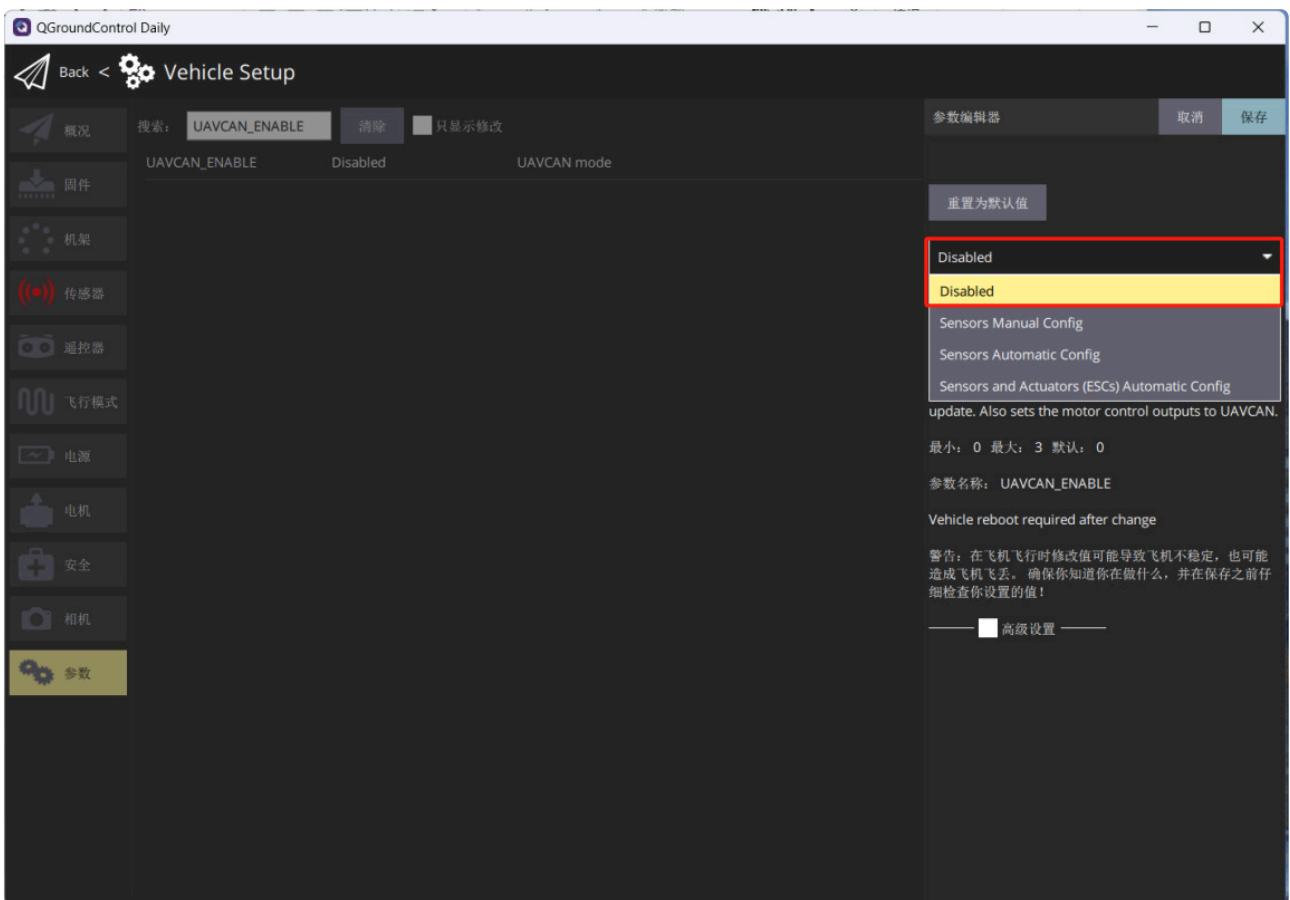 QGroundControl Daily
Back < Vehicle Setup
概况
固件
机架
传感器
遥控器
飞行模式
电源
电机
安全
相机
参数
搜索： UAVCAN_ENABLE 清除 只显示修改
UAVCAN_ENABLE Disabled UAVCAN mode
参数编辑器 取消 保存
重置为默认值
Disabled
Disabled
Sensors Manual Config
Sensors Automatic Config
Sensors and Actuators (ESCs) Automatic Config
update. Also sets the motor control outputs to UAVCAN.
最小： 0 最大： 3 默认： 0
参数名称： UAVCAN_ENABLE
Vehicle reboot required after change
警告：在飞机飞行时修改值可能导致飞机不稳定，也可能
造成飞机飞丢。 确保你知道你在做什么，并在保存之前仔
细检查你设置的值！
高级设置